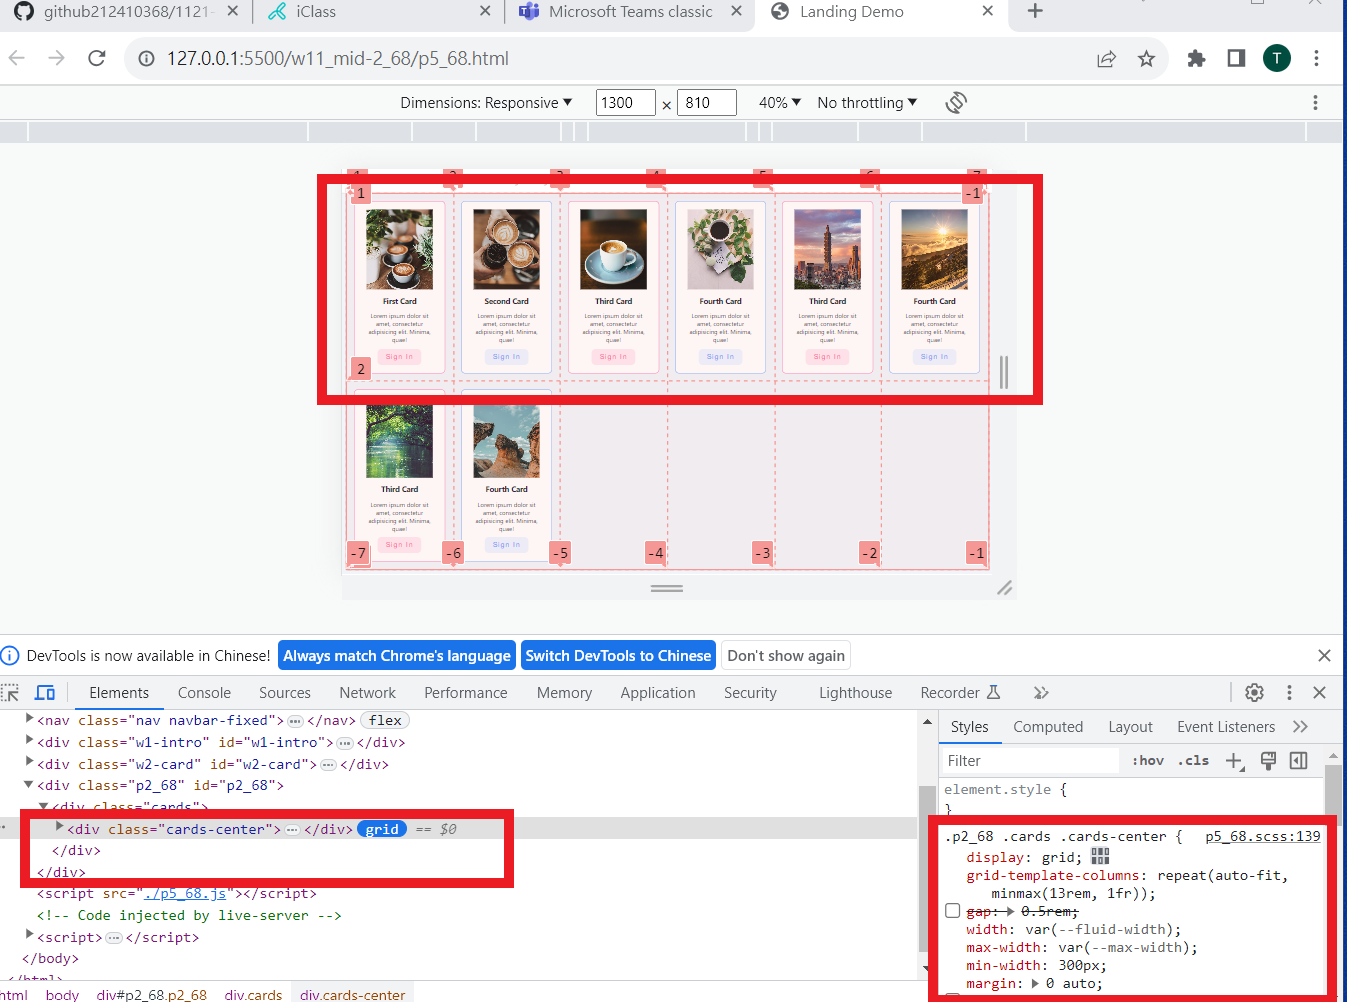 github212410368/1121-
iClass
Microsoft Teams classic
Landing Demo
127.0.0.1:5500/w11_mid-2_68/p5_68.html
T
Dimensions: Responsive ▼ 1300 × 810 40% ▼ No throttling ▼
1 2 3 4 5 6 7
1 -1
First Card Second Card Third Card Fourth Card Third Card Fourth Card
Lorem ipsum dolor sit Lorem ipsum dolor sit Lorem ipsum dolor sit Lorem ipsum dolor sit Lorem ipsum dolor sit Lorem ipsum dolor sit
amet, consectetur amet, consectetur amet, consectetur amet, consectetur amet, consectetur amet, consectetur
adipisicing elit. Minima, adipisicing elit. Minima, adipisicing elit. Minima, adipisicing elit. Minima, adipisicing elit. Minima, adipisicing elit. Minima,
quae! quae! quae! quae! quae! quae!
Sign In Sign In Sign In Sign In Sign In Sign In
2
Third Card Fourth Card
Lorem ipsum dolor sit Lorem ipsum dolor sit
amet, consectetur amet, consectetur
adipisicing elit. Minima, adipisicing elit. Minima,
quae! quae!
Sign In Sign In
-7 -6 -5 -4 -3 -2 -1
DevTools is now available in Chinese! Always match Chrome's language Switch DevTools to Chinese Don't show again
Elements Console Sources Network Performance Memory Application Security Lighthouse Recorder
<nav class="nav navbar-fixed"> … </nav> flex
<div class="w1-intro" id="w1-intro"> … </div>
<div class="w2-card" id="w2-card"> … </div>
<div class="p2_68" id="p2_68">
<div class="cards">
<div class="cards-center"> … </div> grid == $0
</div>
</div>
<script src="./p5_68.js"></script>
<!-- Code injected by live-server -->
<script> … </script>
</body>
</html>
html body div#p2_68.p2_68 div.cards div.cards-center
Styles Computed Layout Event Listeners
Filter :hov .cls
element.style {
}
.p2_68 .cards .cards-center { p5_68.scss:139
display: grid;
grid-template-columns: repeat(auto-fit,
minmax(13rem, 1fr));
gap: 0.5rem;
width: var(--fluid-width);
max-width: var(--max-width);
min-width: 300px;
margin: 0 auto;